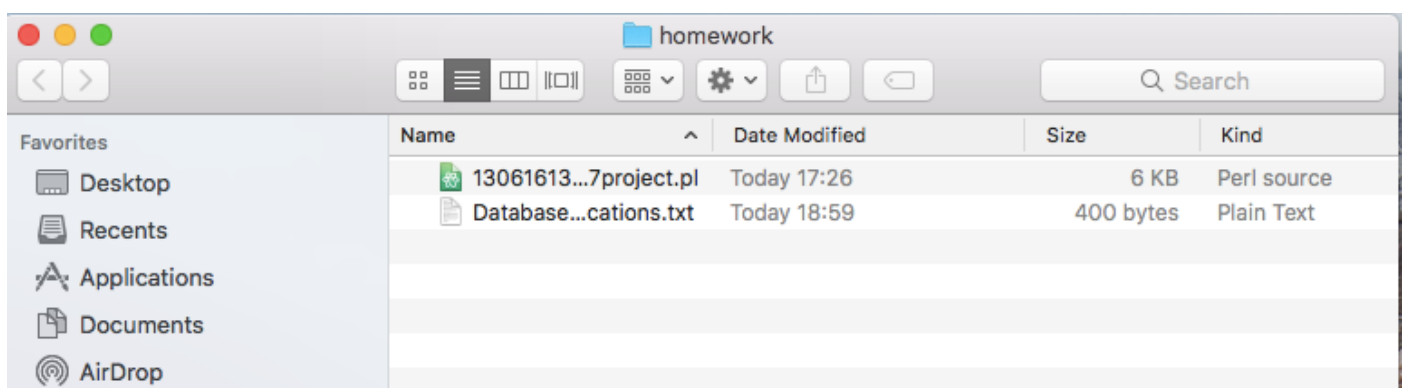 homework
Search
Favorites
Desktop
Recents
Applications
Documents
AirDrop
Name Date Modified Size Kind
13061613...7project.pl Today 17:26 6 KB Perl source
Database...cations.txt Today 18:59 400 bytes Plain Text